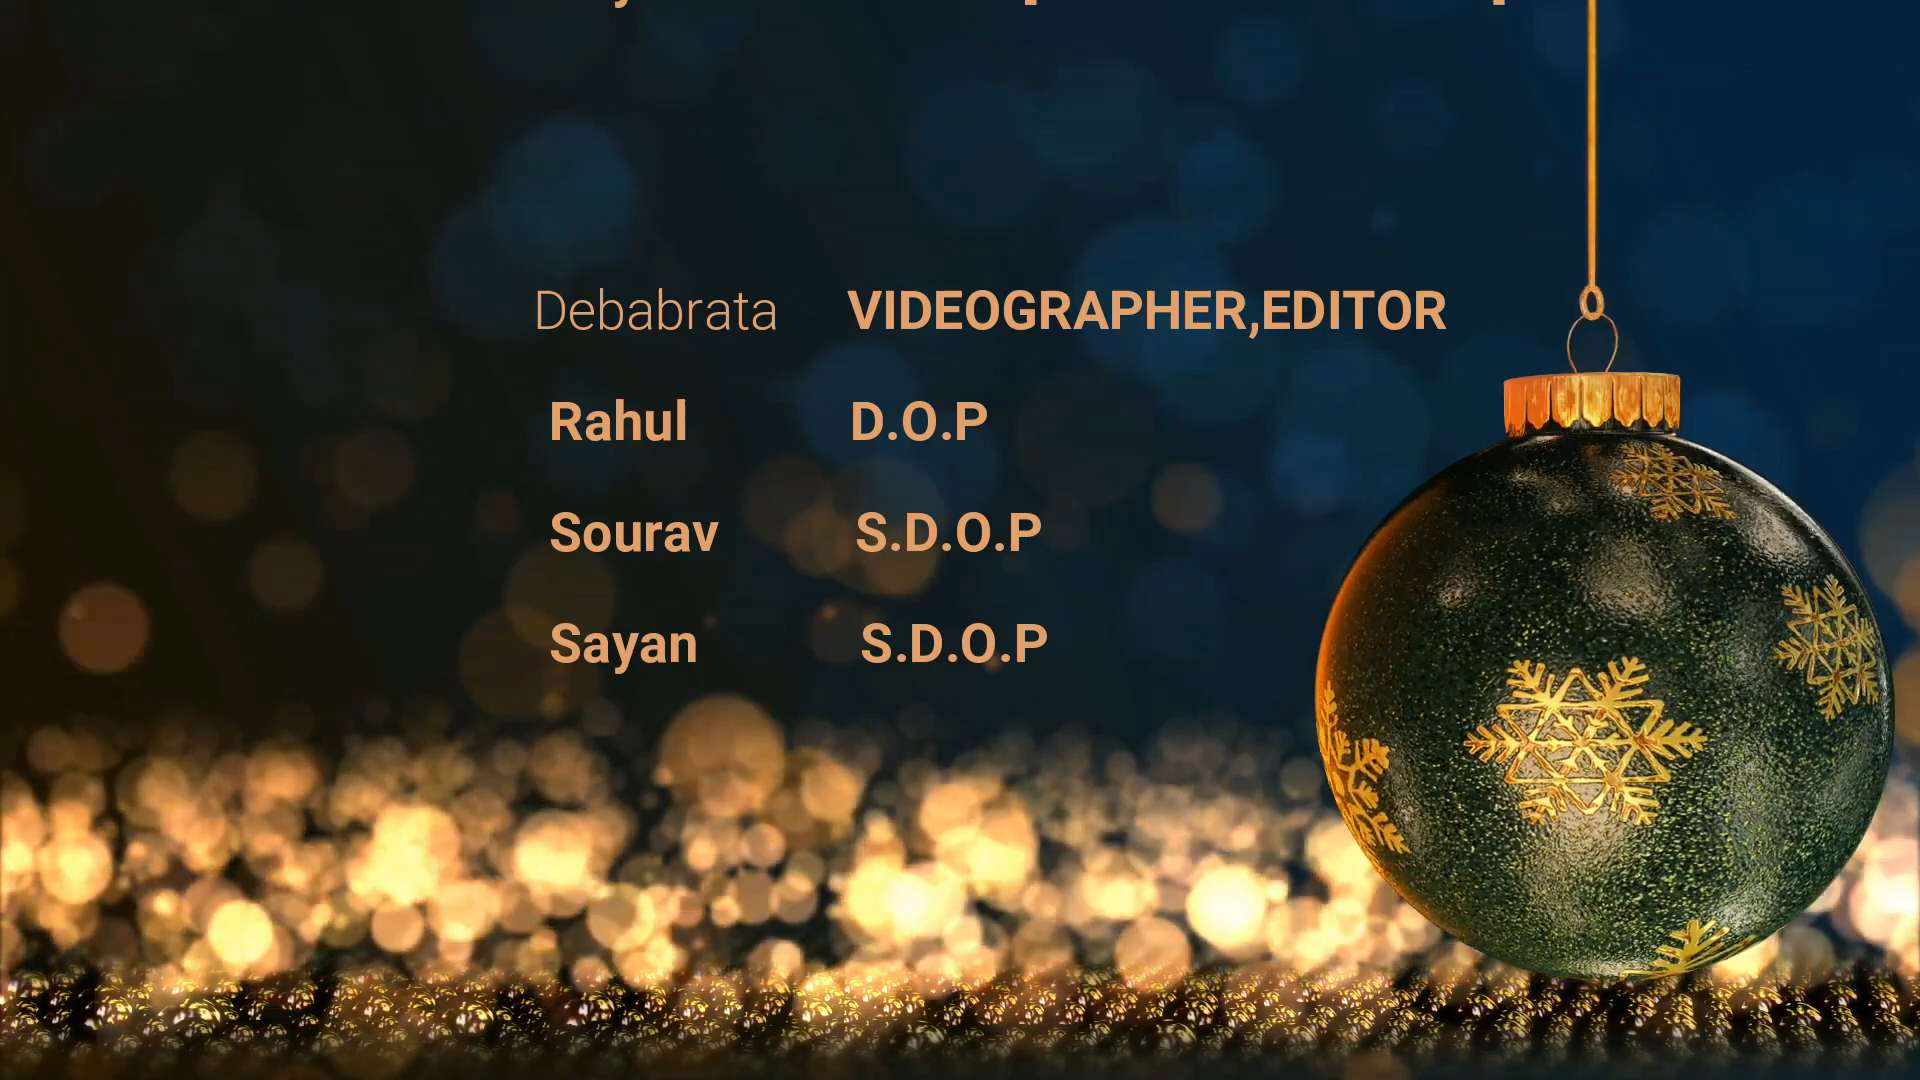 Debabrata VIDEOGRAPHER,EDITOR
Rahul D.O.P
Sourav S.D.O.P
Sayan S.D.O.P